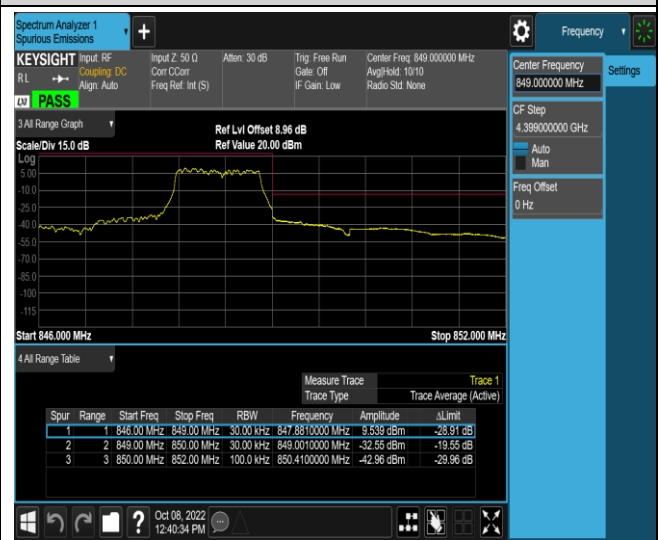 Spectrum Analyzer 1
Spurious Emissions
Frequency
KEYSIGHT
RL
Input: RF
Coupling: DC
Align: Auto
Input Z: 50 Ω
Corr CCorr
Freq Ref: Int (S)
Atten: 30 dB
Trig: Free Run
Gate: Off
IF Gain: Low
Center Freq: 849.000000 MHz
Avg|Hold: 10/10
Radio Std: None
PASS
3 All Range Graph
Scale/Div 15.0 dB
Ref Lvl Offset 8.96 dB
Ref Value 20.00 dBm
Log
5.00
-10.0
-25.0
-40.0
-55.0
-70.0
-85.0
-100
-115
Start 846.000 MHz
Stop 852.000 MHz
4 All Range Table
Measure Trace Trace 1
Trace Type Trace Average (Active)
Spur Range Start Freq Stop Freq RBW Frequency Amplitude ΔLimit
1 1 846.00 MHz 849.00 MHz 30.00 kHz 847.8810000 MHz 9.539 dBm -28.91 dB
2 2 849.00 MHz 850.00 MHz 30.00 kHz 849.0010000 MHz -32.55 dBm -19.55 dB
3 3 850.00 MHz 852.00 MHz 100.0 kHz 850.4100000 MHz -42.96 dBm -29.96 dB
Oct 08, 2022
12:40:34 PM
Center Frequency
849.000000 MHz
Settings
CF Step
4.399000000 GHz
Auto
Man
Freq Offset
0 Hz